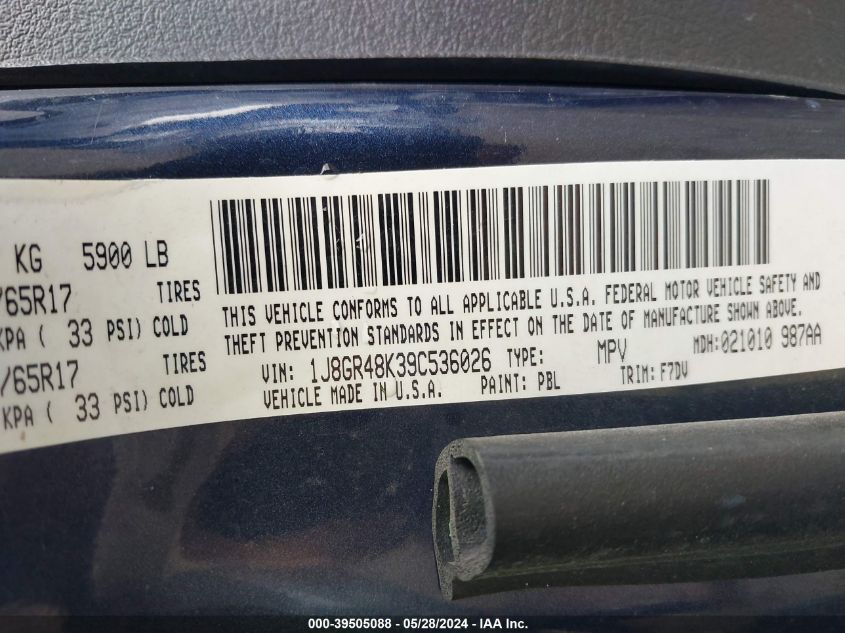 KG 5900 LB
/65R17 TIRES
KPA ( 33 PSI) COLD
/65R17 TIRES
KPA ( 33 PSI) COLD
THIS VEHICLE CONFORMS TO ALL APPLICABLE U.S.A. FEDERAL MOTOR VEHICLE SAFETY AND
THEFT PREVENTION STANDARDS IN EFFECT ON THE DATE OF MANUFACTURE SHOWN ABOVE.
VIN: 1J8GR48K39C536026 TYPE: MPV MDH:021010 987AA
VEHICLE MADE IN U.S.A. PAINT: PBL TRIM: F7DV
000-39505088 - 05/28/2024 - IAA Inc.